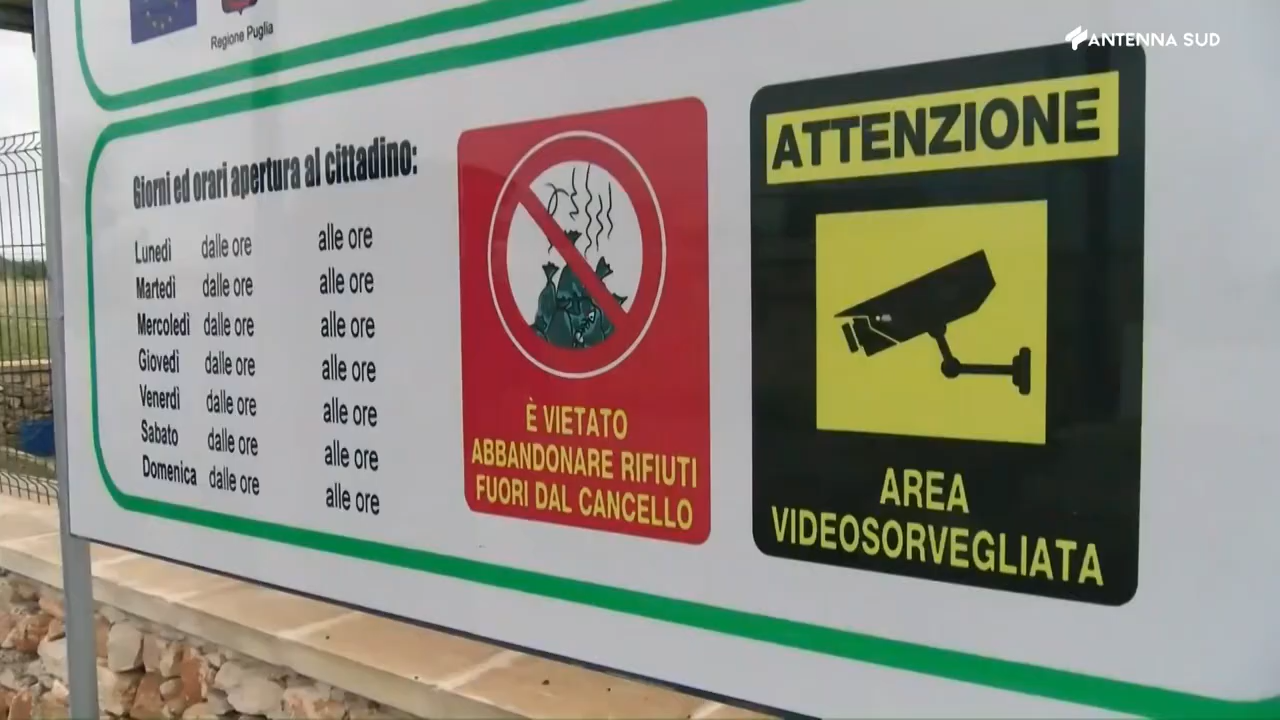 Regione Puglia
ANTENNA SUD
Giorni ed orari apertura al cittadino:
Lunedì dalle ore alle ore
Martedì dalle ore alle ore
Mercoledì dalle ore alle ore
Giovedì dalle ore alle ore
Venerdì dalle ore alle ore
Sabato dalle ore alle ore
Domenica dalle ore alle ore
È VIETATO
ABBANDONARE RIFIUTI
FUORI DAL CANCELLO
ATTENZIONE
AREA
VIDEOSORVEGLIATA